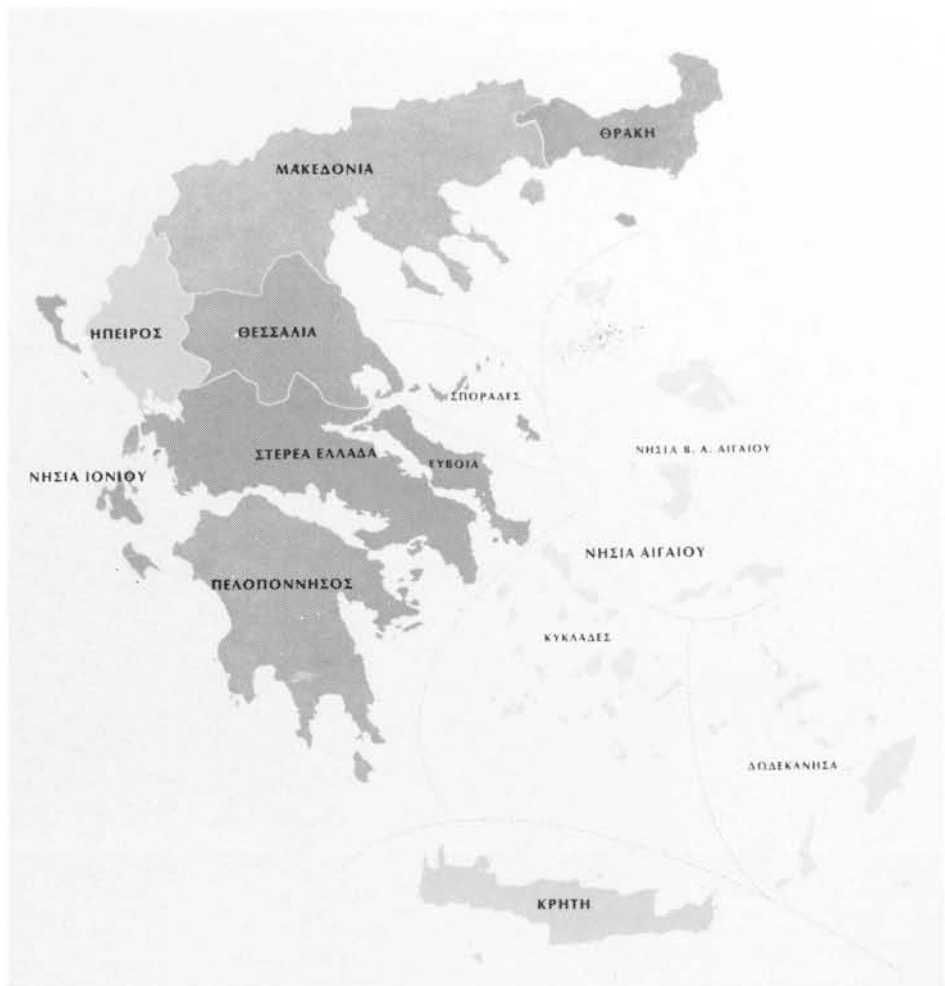 ΘΡΑΚΗ
ΜΑΚΕΔΟΝΙΑ
ΗΠΕΙΡΟΣ
ΘΕΣΣΑΛΙΑ
ΣΠΟΡΑΔΕΣ
ΝΗΣΙΑ Β. Α. ΑΙΓΑΙΟΥ
ΣΤΕΡΕΑ ΕΛΛΑΔΑ
ΕΥΒΟΙΑ
ΝΗΣΙΑ ΙΟΝΙΟΥ
ΝΗΣΙΑ ΑΙΓΑΙΟΥ
ΠΕΛΟΠΟΝΝΗΣΟΣ
ΚΥΚΛΑΔΕΣ
ΔΩΔΕΚΑΝΗΣΑ
ΚΡΗΤΗ